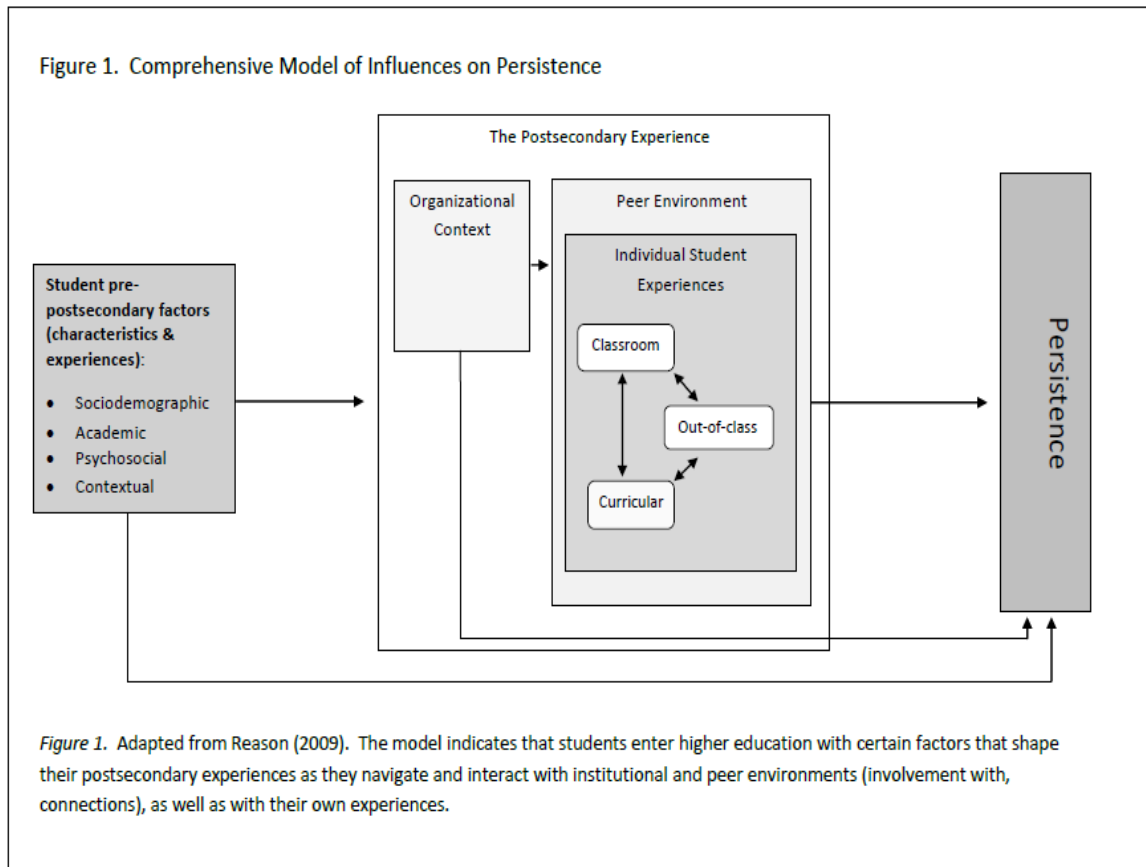 Figure 1. Comprehensive Model of Influences on Persistence
The Postsecondary Experience
Organizational
Context
Peer Environment
Individual Student
Experiences
Classroom
Out-of-class
Curricular
Student pre-
postsecondary factors
(characteristics &
experiences):
• Sociodemographic
• Academic
• Psychosocial
• Contextual
Persistence
Figure 1. Adapted from Reason (2009). The model indicates that students enter higher education with certain factors that shape
their postsecondary experiences as they navigate and interact with institutional and peer environments (involvement with,
connections), as well as with their own experiences.